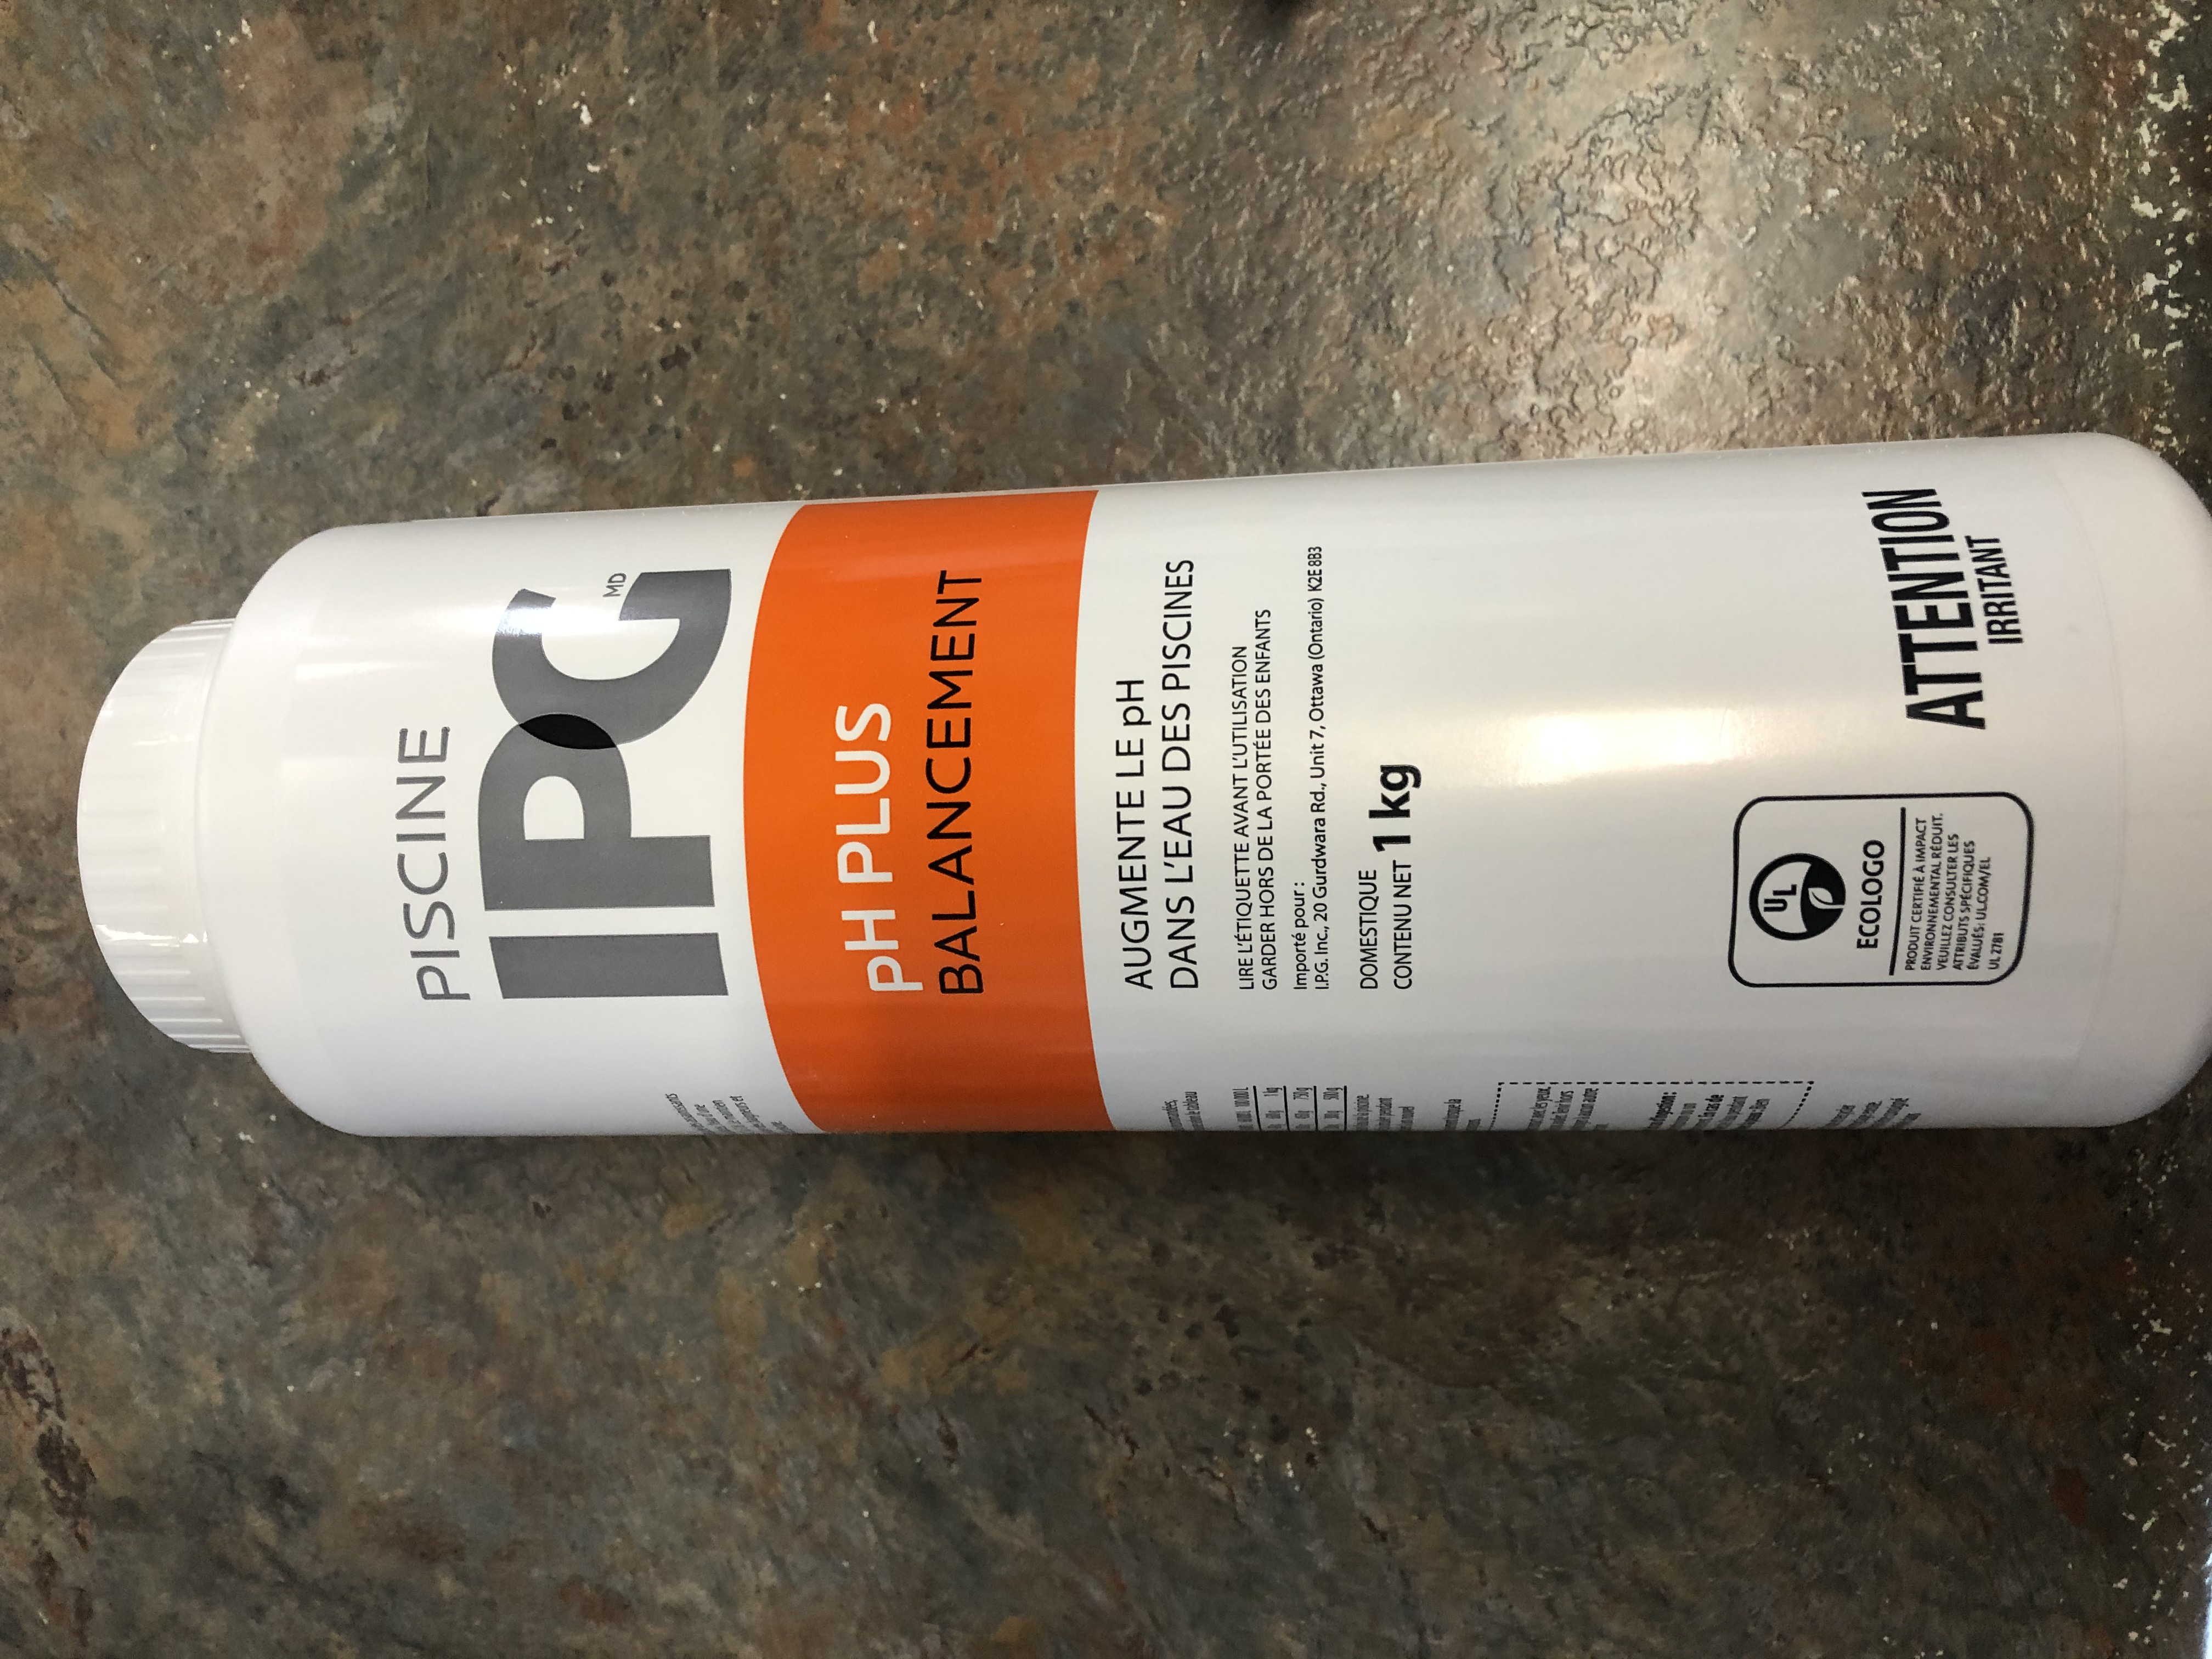 PISCINE
IPG MD
pH PLUS
BALANCEMENT
AUGMENTE LE pH
DANS L'EAU DES PISCINES
LIRE L'ÉTIQUETTE AVANT L'UTILISATION
GARDER HORS DE LA PORTÉE DES ENFANTS
Importé pour :
I.P.G. Inc., 20 Gurdwara Rd., Unit 7, Ottawa (Ontario) K2E 8B3
DOMESTIQUE
CONTENU NET 1 kg
UL
ECOLOGO
PRODUIT CERTIFIÉ À IMPACT
ENVIRONNEMENTAL RÉDUIT.
VEUILLEZ CONSULTER LES
ATTRIBUTS SPÉCIFIQUES
ÉVALUÉS; UL.COM/EL
UL 2781
ATTENTION
IRRITANT